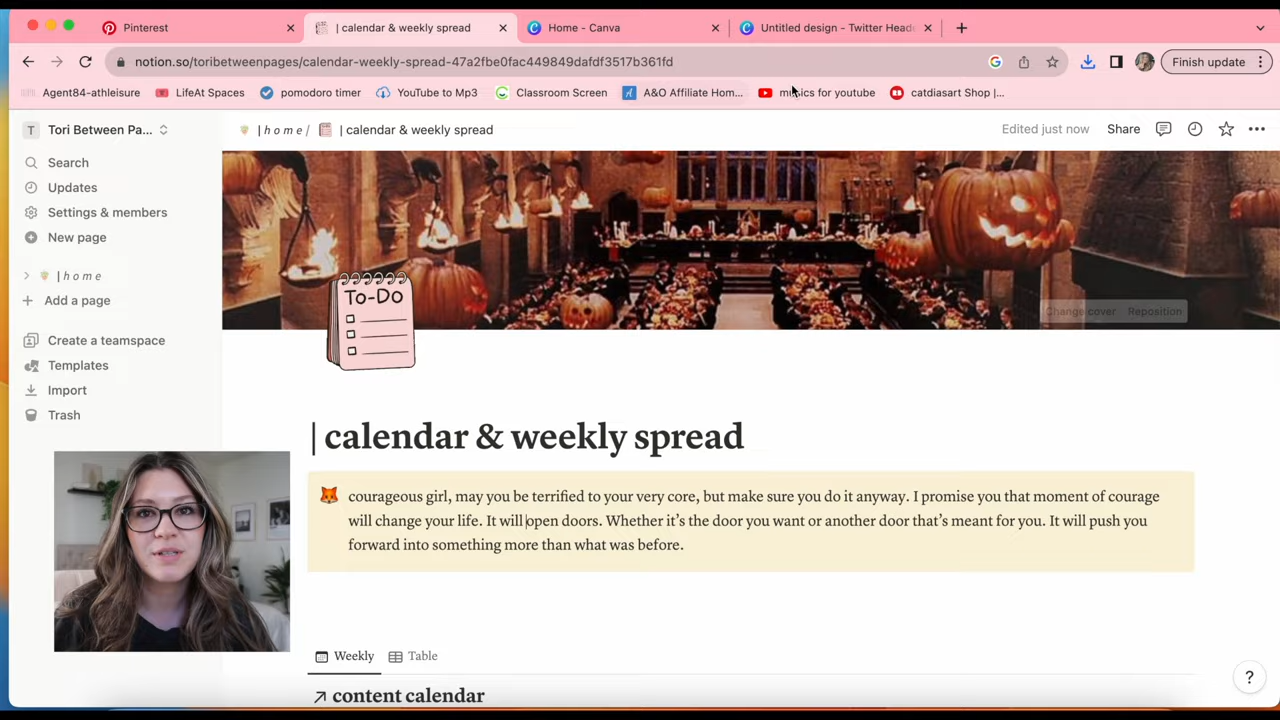 Pinterest
| calendar & weekly spread
Home - Canva
Untitled design - Twitter Head
notion.so/toribetweenpages/calendar-weekly-spread-47a2fbe0fac449849dafdf3517b361fd
Finish update
Agent84-athleisure
LifeAt Spaces
pomodoro timer
YouTube to Mp3
Classroom Screen
A&O Affiliate Hom...
musics for youtube
catdiasart Shop |...
T Tori Between Pa...
| h o m e / | calendar & weekly spread
Edited just now
Share
Search
Updates
Settings & members
New page
| h o m e
Add a page
Create a teamspace
Templates
Import
Trash
To-Do
Change cover Reposition
| calendar & weekly spread
courageous girl, may you be terrified to your very core, but make sure you do it anyway. I promise you that moment of courage
will change your life. It will open doors. Whether it's the door you want or another door that's meant for you. It will push you
forward into something more than what was before.
Weekly
Table
content calendar
?